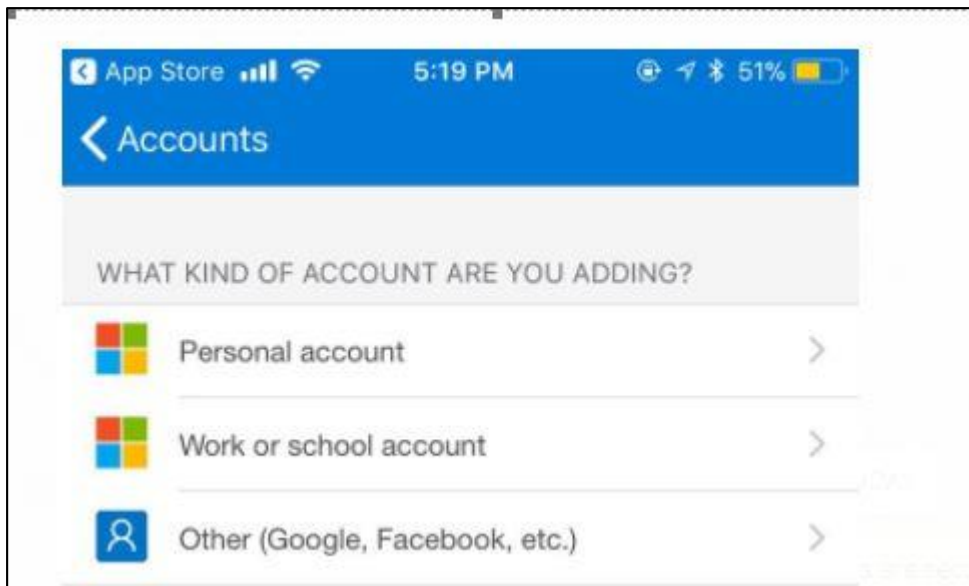 App Store 5:19 PM 51%
Accounts
WHAT KIND OF ACCOUNT ARE YOU ADDING?
Personal account
Work or school account
Other (Google, Facebook, etc.)